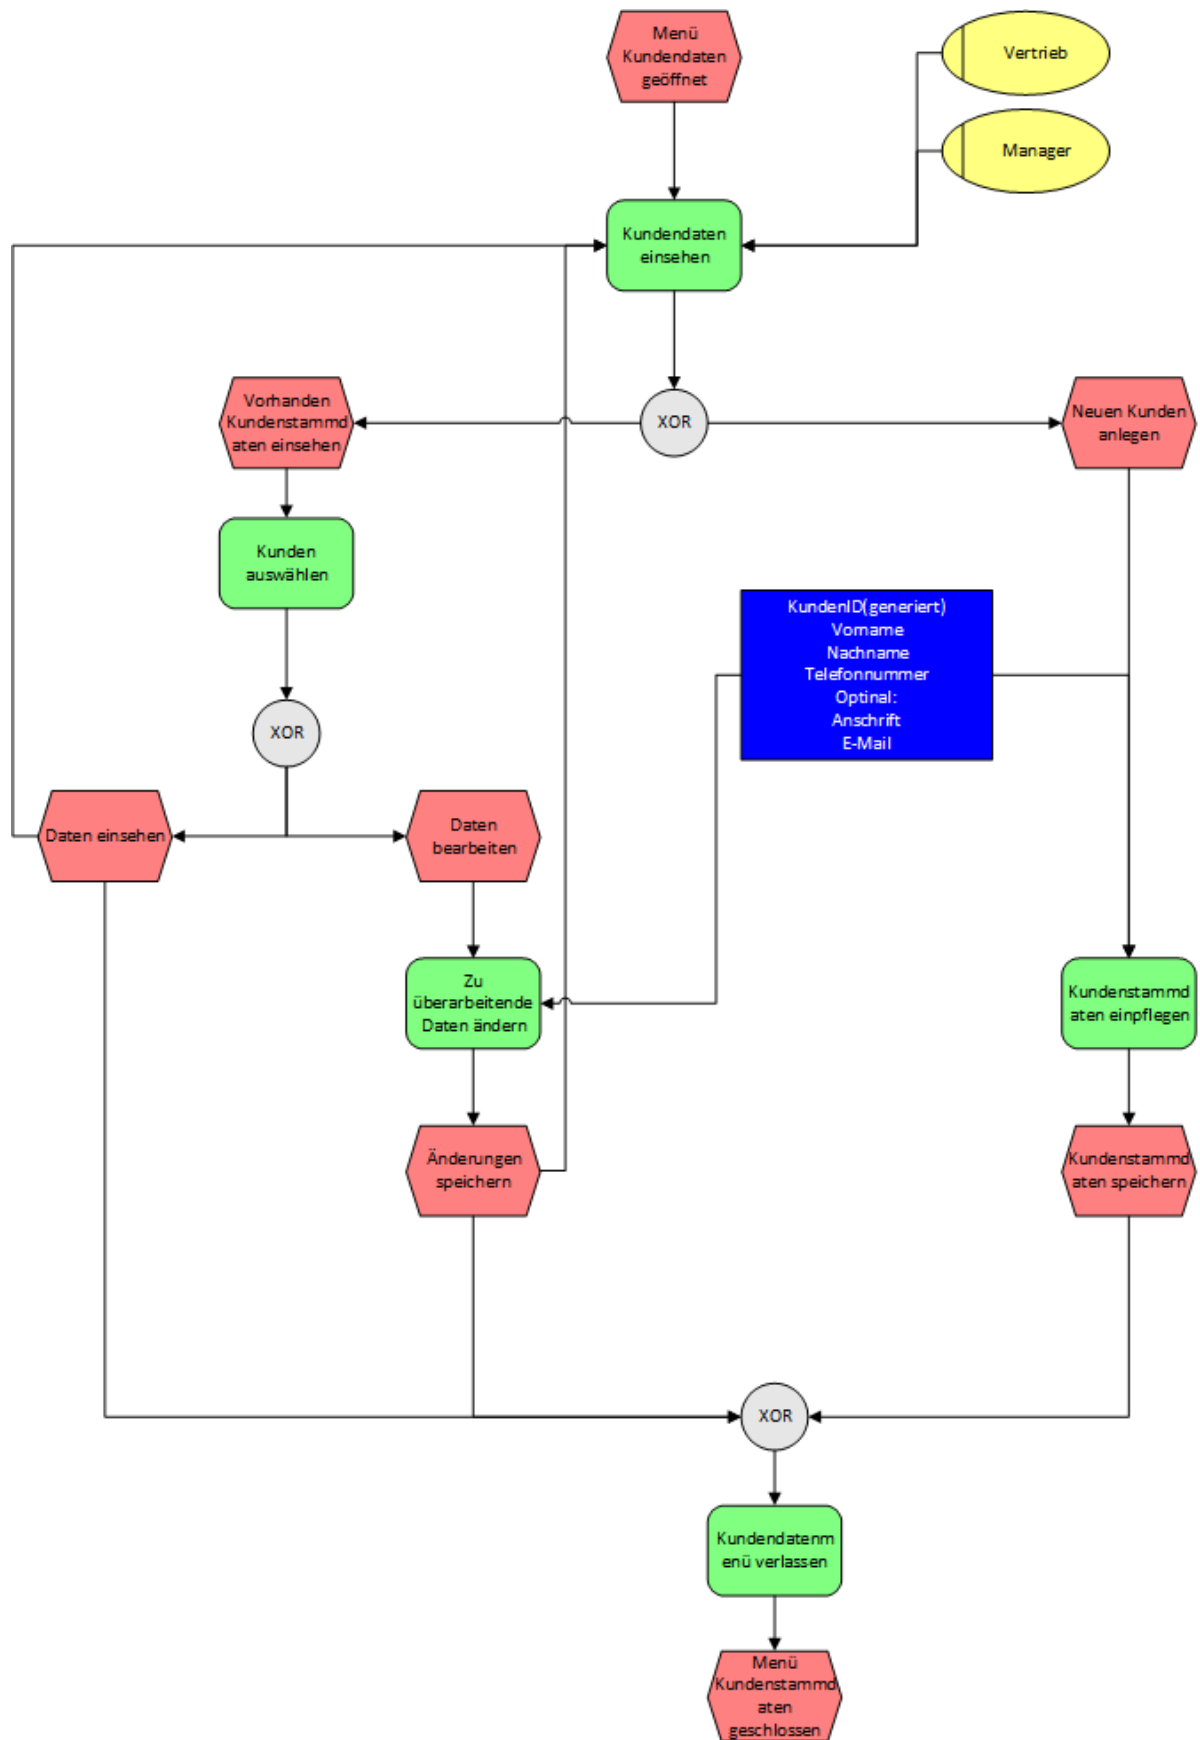 Menü
Kundendaten
geöffnet
Vertrieb
Manager
Kundendaten
einsehen
XOR
Vorhanden
Kundenstammd
aten einsehen
Neuen Kunden
anlegen
Kunden
auswählen
KundenID(generiert)
Vorname
Nachname
Telefonnummer
Optinal:
Anschrift
E-Mail
XOR
Daten einsehen
Daten
bearbeiten
Zu
überarbeitende
Daten ändern
Kundenstammd
aten einpflegen
Änderungen
speichern
Kundenstammd
aten speichern
XOR
Kundendatenm
enü verlassen
Menü
Kundenstammd
aten
geschlossen